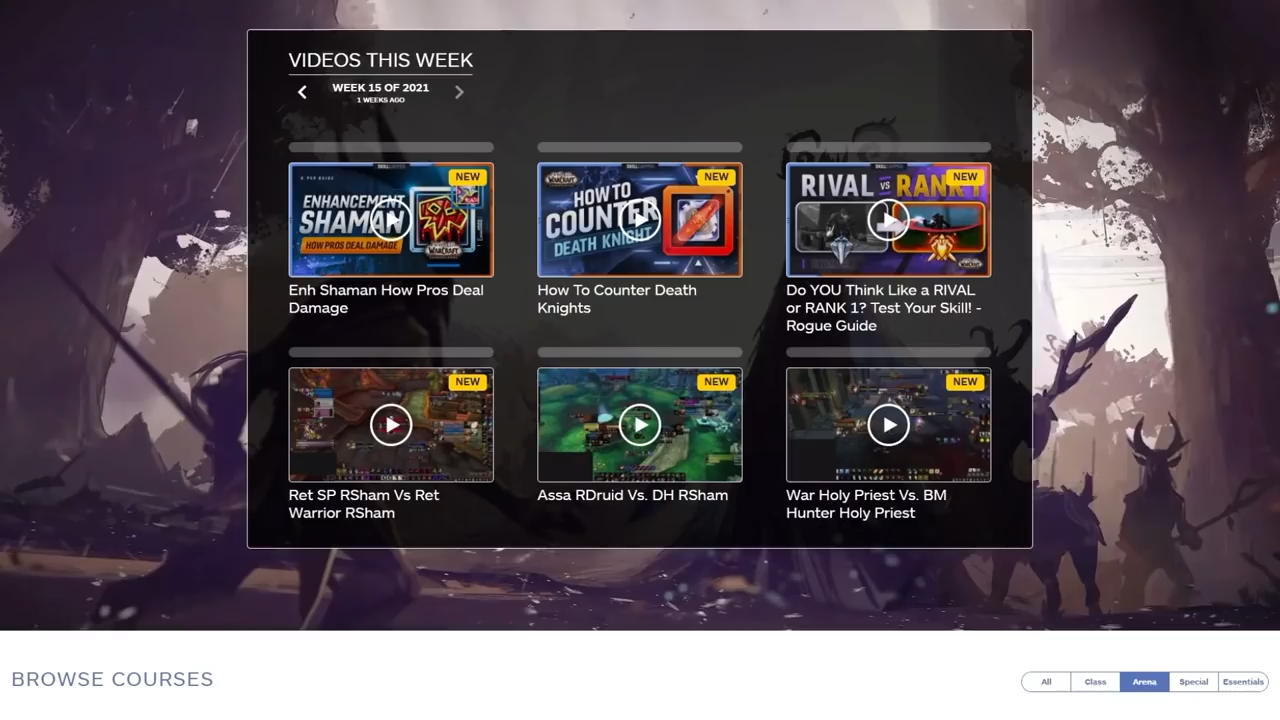 VIDEOS THIS WEEK
WEEK 15 OF 2021
1 WEEKS AGO
NEW
ENHANCEMENT
SHAMAN
HOW PROS DEAL DAMAGE
NEW
HOW TO
COUNTER
DEATH KNIGHT
NEW
RIVAL VS RANK 1
Enh Shaman How Pros Deal
Damage
How To Counter Death
Knights
Do YOU Think Like a RIVAL
or RANK 1? Test Your Skill! -
Rogue Guide
NEW
NEW
NEW
Ret SP RSham Vs Ret
Warrior RSham
Assa RDruid Vs. DH RSham
War Holy Priest Vs. BM
Hunter Holy Priest
BROWSE COURSES
All
Class
Arena
Special
Essentials